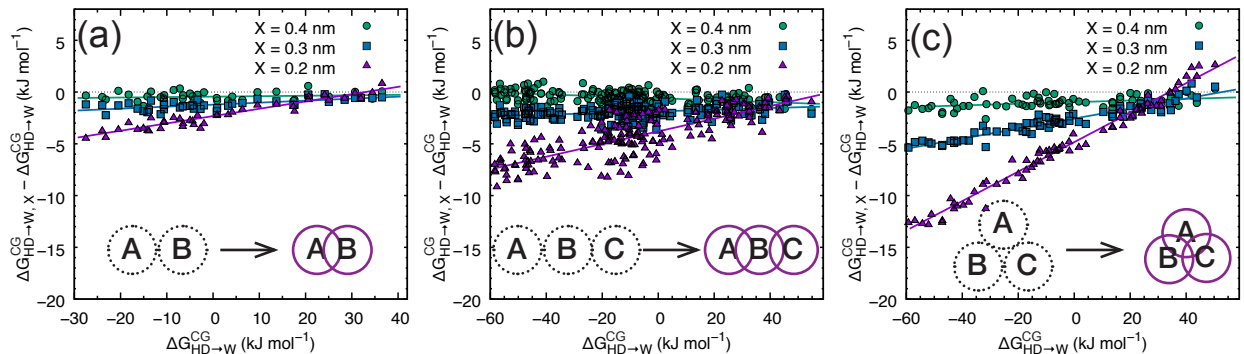 (a)
X = 0.4 nm
X = 0.3 nm
X = 0.2 nm
ΔG^CG_HD→W, X − ΔG^CG_HD→W (kJ mol⁻¹)
5
0
−5
−10
−15
−20
A B A B
−30 −20 −10 0 10 20 30 40
ΔG^CG_HD→W (kJ mol⁻¹)
(b)
X = 0.4 nm
X = 0.3 nm
X = 0.2 nm
ΔG^CG_HD→W, X − ΔG^CG_HD→W (kJ mol⁻¹)
5
0
−5
−10
−15
−20
A B C A B C
−60 −40 −20 0 20 40
ΔG^CG_HD→W (kJ mol⁻¹)
(c)
X = 0.4 nm
X = 0.3 nm
X = 0.2 nm
ΔG^CG_HD→W, X − ΔG^CG_HD→W (kJ mol⁻¹)
5
0
−5
−10
−15
−20
A A
B C B C
−60 −40 −20 0 20 40
ΔG^CG_HD→W (kJ mol⁻¹)